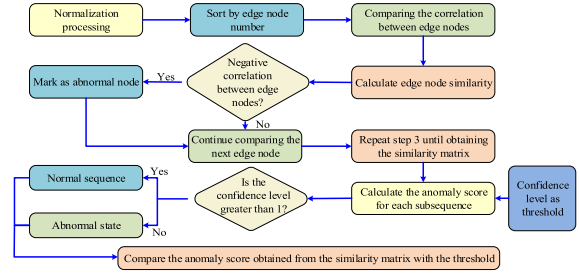 Normalization
processing
Sort by edge node
number
Comparing the correlation
between edge nodes
Negative
correlation
between edge
nodes?
Yes
Mark as abnormal node
Calculate edge node similarity
No
Continue comparing the
next edge node
Repeat step 3 until obtaining
the similarity matrix
Normal sequence
Yes
Is the
confidence level
greater than 1?
Calculate the anomaly score
for each subsequence
Confidence
level as
threshold
Abnormal state
No
Compare the anomaly score obtained from the similarity matrix with the threshold